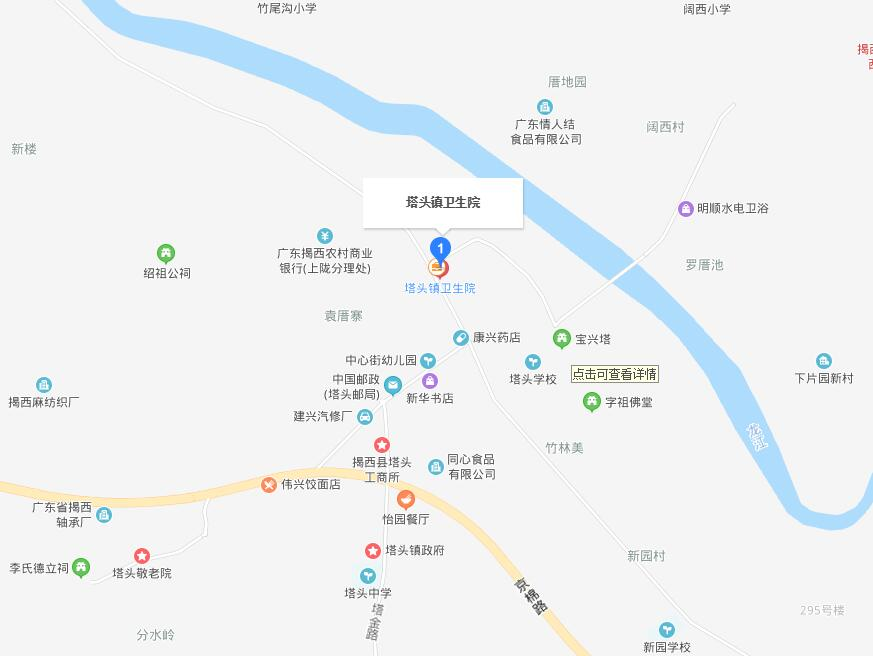 竹尾沟小学
阔西小学
揭西
西
厝地园
广东情人结
食品有限公司
阔西村
新楼
塔头镇卫生院
明顺水电卫浴
广东揭西农村商业
银行(上陇分理处)
1
绍祖公祠
罗厝池
塔头镇卫生院
袁厝寨
康兴药店
宝兴塔
中心街幼儿园
塔头学校
点击可查看详情
下片园新村
中国邮政
(塔头邮局)
新华书店
揭西麻纺织厂
字祖佛堂
建兴汽修厂
龙江
竹林美
揭西县塔头
工商所
同心食品
有限公司
伟兴饺面店
怡园餐厅
广东省揭西
轴承厂
塔头镇政府
新园村
李氏德立祠
塔头敬老院
塔头中学
京棉路
塔金路
295号楼
分水岭
新园学校